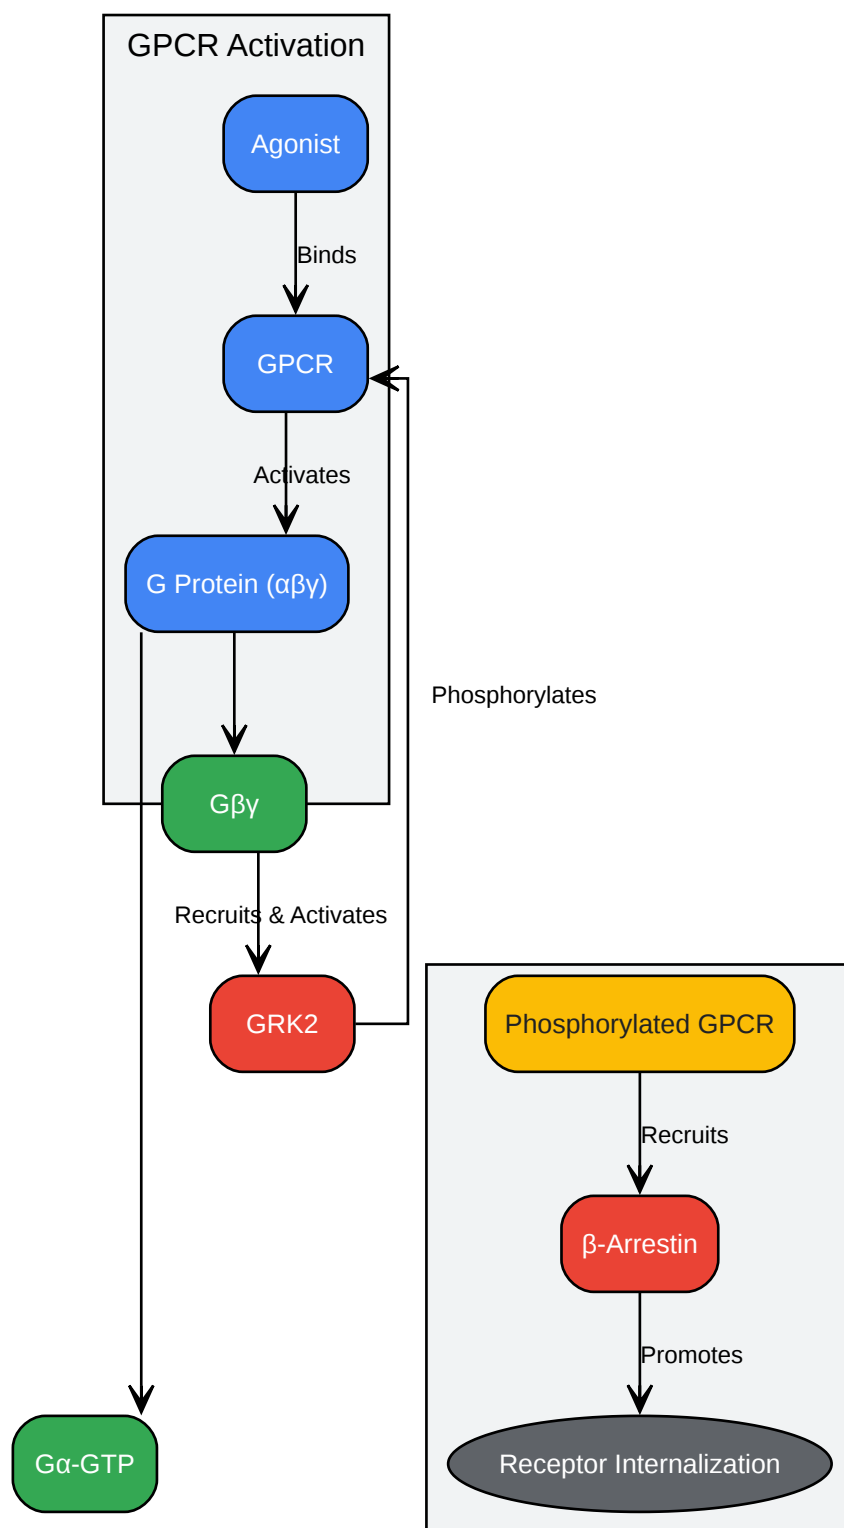 GPCR Activation
Agonist
Binds
GPCR
Activates
G Protein (αβγ)
Phosphorylates
Gβγ
Recruits & Activates
GRK2
Phosphorylated GPCR
Recruits
β-Arrestin
Promotes
Gα-GTP
Receptor Internalization